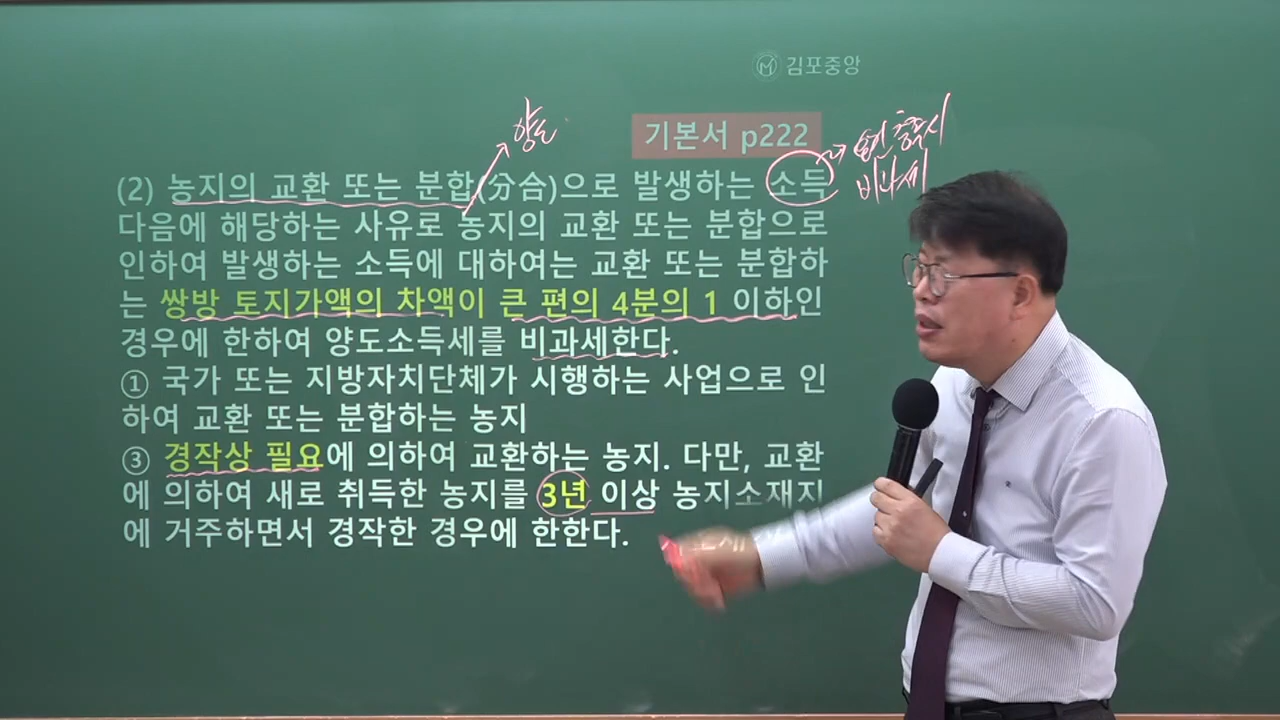 김포중앙
양도
기본서 p222
요건 충족시
비과세
(2) 농지의 교환 또는 분합(分合)으로 발생하는 소득
다음에 해당하는 사유로 농지의 교환 또는 분합으로
인하여 발생하는 소득에 대하여는 교환 또는 분합하
는 쌍방 토지가액의 차액이 큰 편의 4분의 1 이하인
경우에 한하여 양도소득세를 비과세한다.
① 국가 또는 지방자치단체가 시행하는 사업으로 인
하여 교환 또는 분합하는 농지
③ 경작상 필요에 의하여 교환하는 농지. 다만, 교환
에 의하여 새로 취득한 농지를 3년 이상 농지소재지
에 거주하면서 경작한 경우에 한한다.